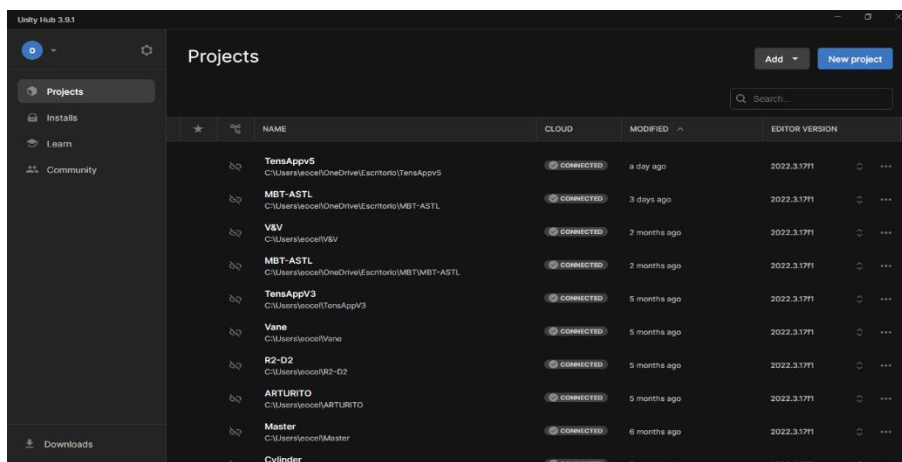 Unity Hub 3.9.1
O
Projects
Add
New project
Projects
Search...
Installs
Learn
Community
NAME CLOUD MODIFIED EDITOR VERSION
TensAppv5 CONNECTED a day ago 2022.3.17f1
C:\Users\eocel\OneDrive\Escritorio\TensAppv5
MBT-ASTL CONNECTED 3 days ago 2022.3.17f1
C:\Users\eocel\OneDrive\Escritorio\MBT-ASTL
V&V CONNECTED 2 months ago 2022.3.17f1
C:\Users\eocel\V&V
MBT-ASTL CONNECTED 2 months ago 2022.3.17f1
C:\Users\eocel\OneDrive\Escritorio\MBT\MBT-ASTL
TensAppV3 CONNECTED 5 months ago 2022.3.17f1
C:\Users\eocel\TensAppV3
Vane CONNECTED 5 months ago 2022.3.17f1
C:\Users\eocel\Vane
R2-D2 CONNECTED 5 months ago 2022.3.17f1
C:\Users\eocel\R2-D2
ARTURITO CONNECTED 5 months ago 2022.3.17f1
C:\Users\eocel\ARTURITO
Master CONNECTED 6 months ago 2022.3.17f1
C:\Users\eocel\Master
Downloads
Cylinder